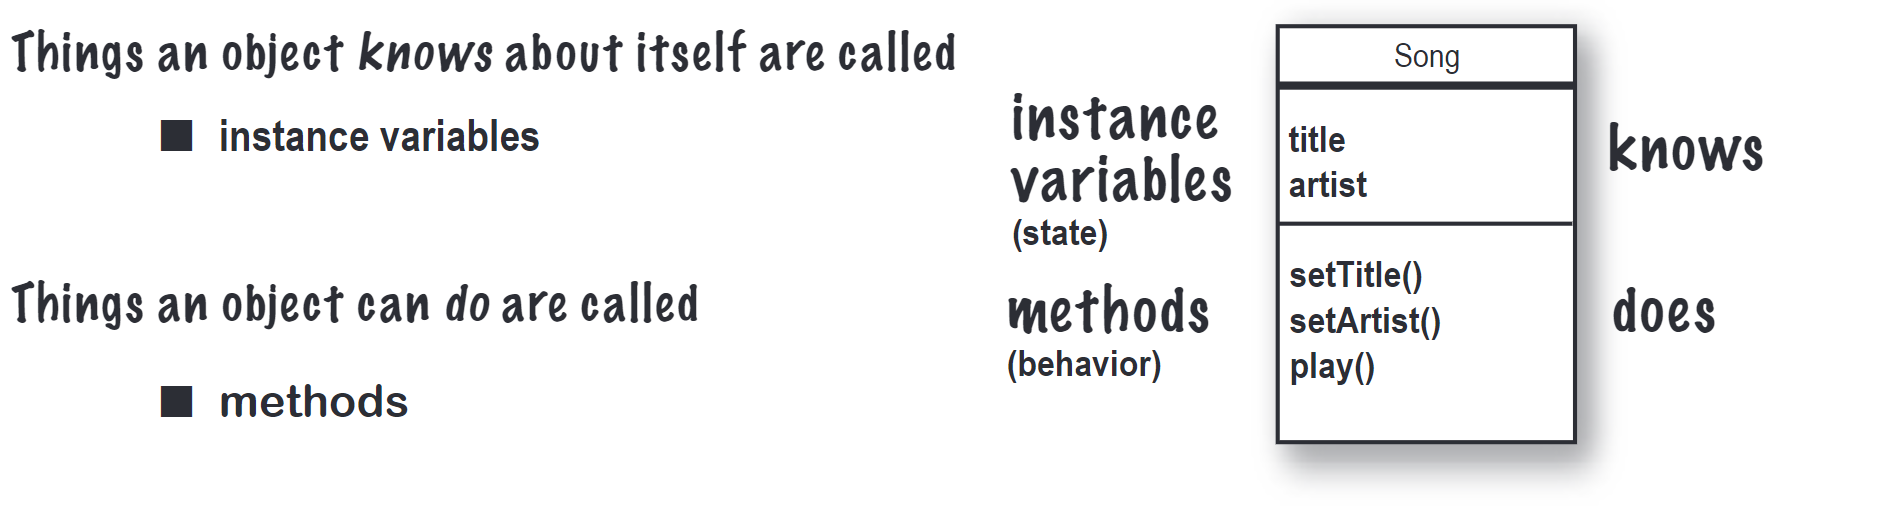 Things an object knows about itself are called
■ instance variables
Things an object can do are called
■ methods
instance
variables
(state)
methods
(behavior)
Song
title
artist
setTitle()
setArtist()
play()
knows
does